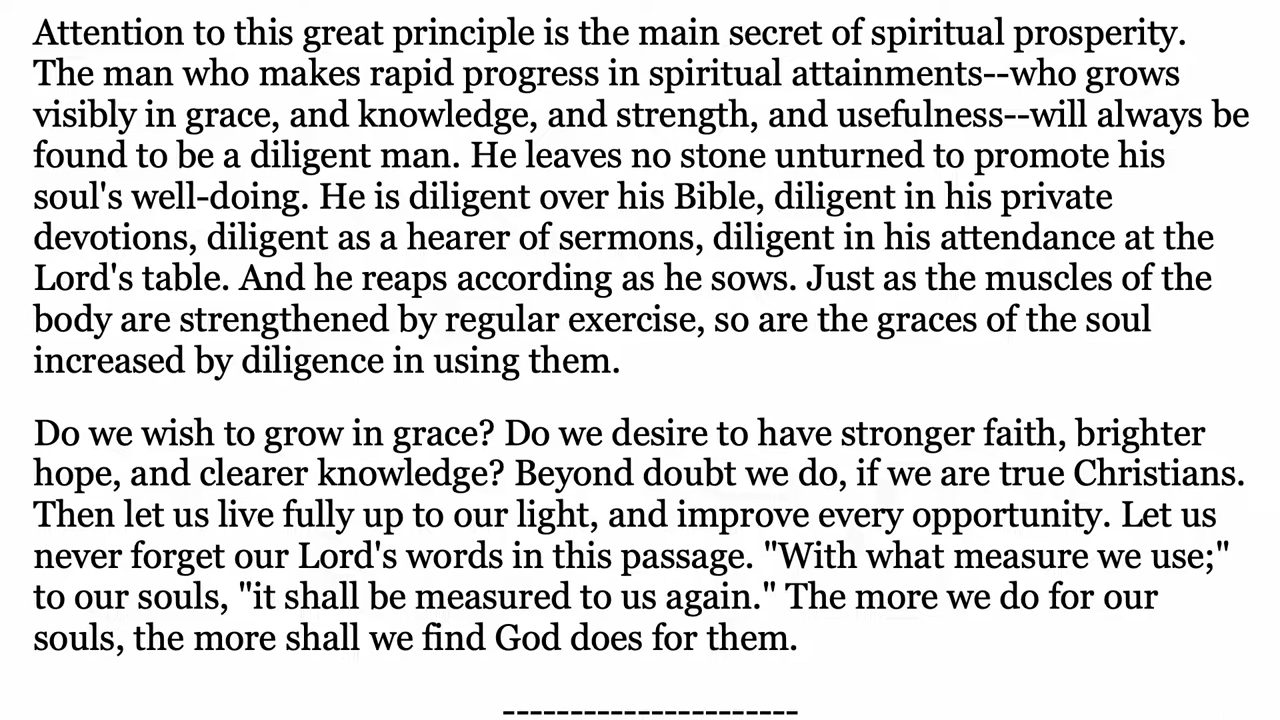 Attention to this great principle is the main secret of spiritual prosperity.
The man who makes rapid progress in spiritual attainments--who grows
visibly in grace, and knowledge, and strength, and usefulness--will always be
found to be a diligent man. He leaves no stone unturned to promote his
soul's well-doing. He is diligent over his Bible, diligent in his private
devotions, diligent as a hearer of sermons, diligent in his attendance at the
Lord's table. And he reaps according as he sows. Just as the muscles of the
body are strengthened by regular exercise, so are the graces of the soul
increased by diligence in using them.
Do we wish to grow in grace? Do we desire to have stronger faith, brighter
hope, and clearer knowledge? Beyond doubt we do, if we are true Christians.
Then let us live fully up to our light, and improve every opportunity. Let us
never forget our Lord's words in this passage. "With what measure we use;"
to our souls, "it shall be measured to us again." The more we do for our
souls, the more shall we find God does for them.
----------------------